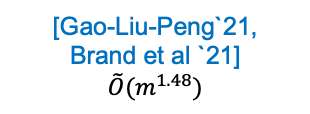 [Gao-Liu-Peng`21,
Brand et al `21]
Õ(m^1.48)